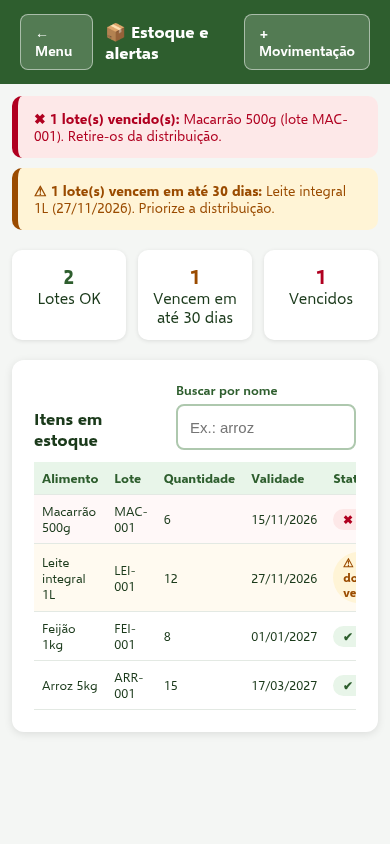 ← Menu
📦 Estoque e alertas
+ Movimentação
✖ 1 lote(s) vencido(s): Macarrão 500g (lote MAC-
001). Retire-os da distribuição.
⚠ 1 lote(s) vencem em até 30 dias: Leite integral
1L (27/11/2026). Priorize a distribuição.
2
Lotes OK
1
Vencem em
até 30 dias
1
Vencidos
Itens em
estoque
Buscar por nome
Ex.: arroz
Alimento Lote Quantidade Validade Stat
Macarrão 500g MAC-001 6 15/11/2026 ✖
Leite integral 1L LEI-001 12 27/11/2026 ⚠
Feijão 1kg FEI-001 8 01/01/2027 ✔
Arroz 5kg ARR-001 15 17/03/2027 ✔